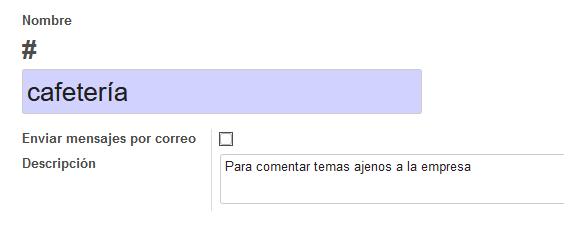 Nombre
#
cafetería
Enviar mensajes por correo
Descripción
Para comentar temas ajenos a la empresa